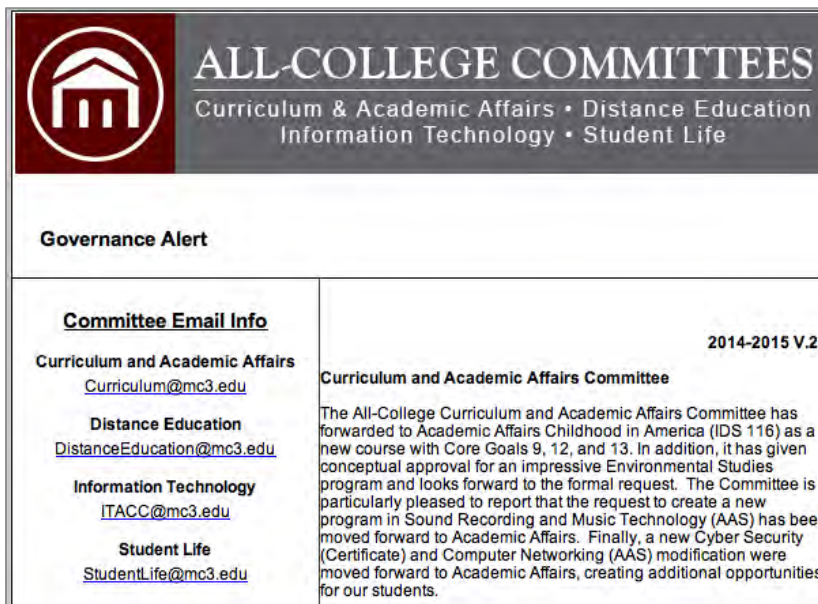 ALL-COLLEGE COMMITTEES
Curriculum & Academic Affairs • Distance Education
Information Technology • Student Life
Governance Alert
Committee Email Info
Curriculum and Academic Affairs
Curriculum@mc3.edu
Distance Education
DistanceEducation@mc3.edu
Information Technology
ITACC@mc3.edu
Student Life
StudentLife@mc3.edu
2014-2015 V.2
Curriculum and Academic Affairs Committee
The All-College Curriculum and Academic Affairs Committee has
forwarded to Academic Affairs Childhood in America (IDS 116) as a
new course with Core Goals 9, 12, and 13. In addition, it has given
conceptual approval for an impressive Environmental Studies
program and looks forward to the formal request. The Committee is
particularly pleased to report that the request to create a new
program in Sound Recording and Music Technology (AAS) has bee
moved forward to Academic Affairs. Finally, a new Cyber Security
(Certificate) and Computer Networking (AAS) modification were
moved forward to Academic Affairs, creating additional opportunities
for our students.